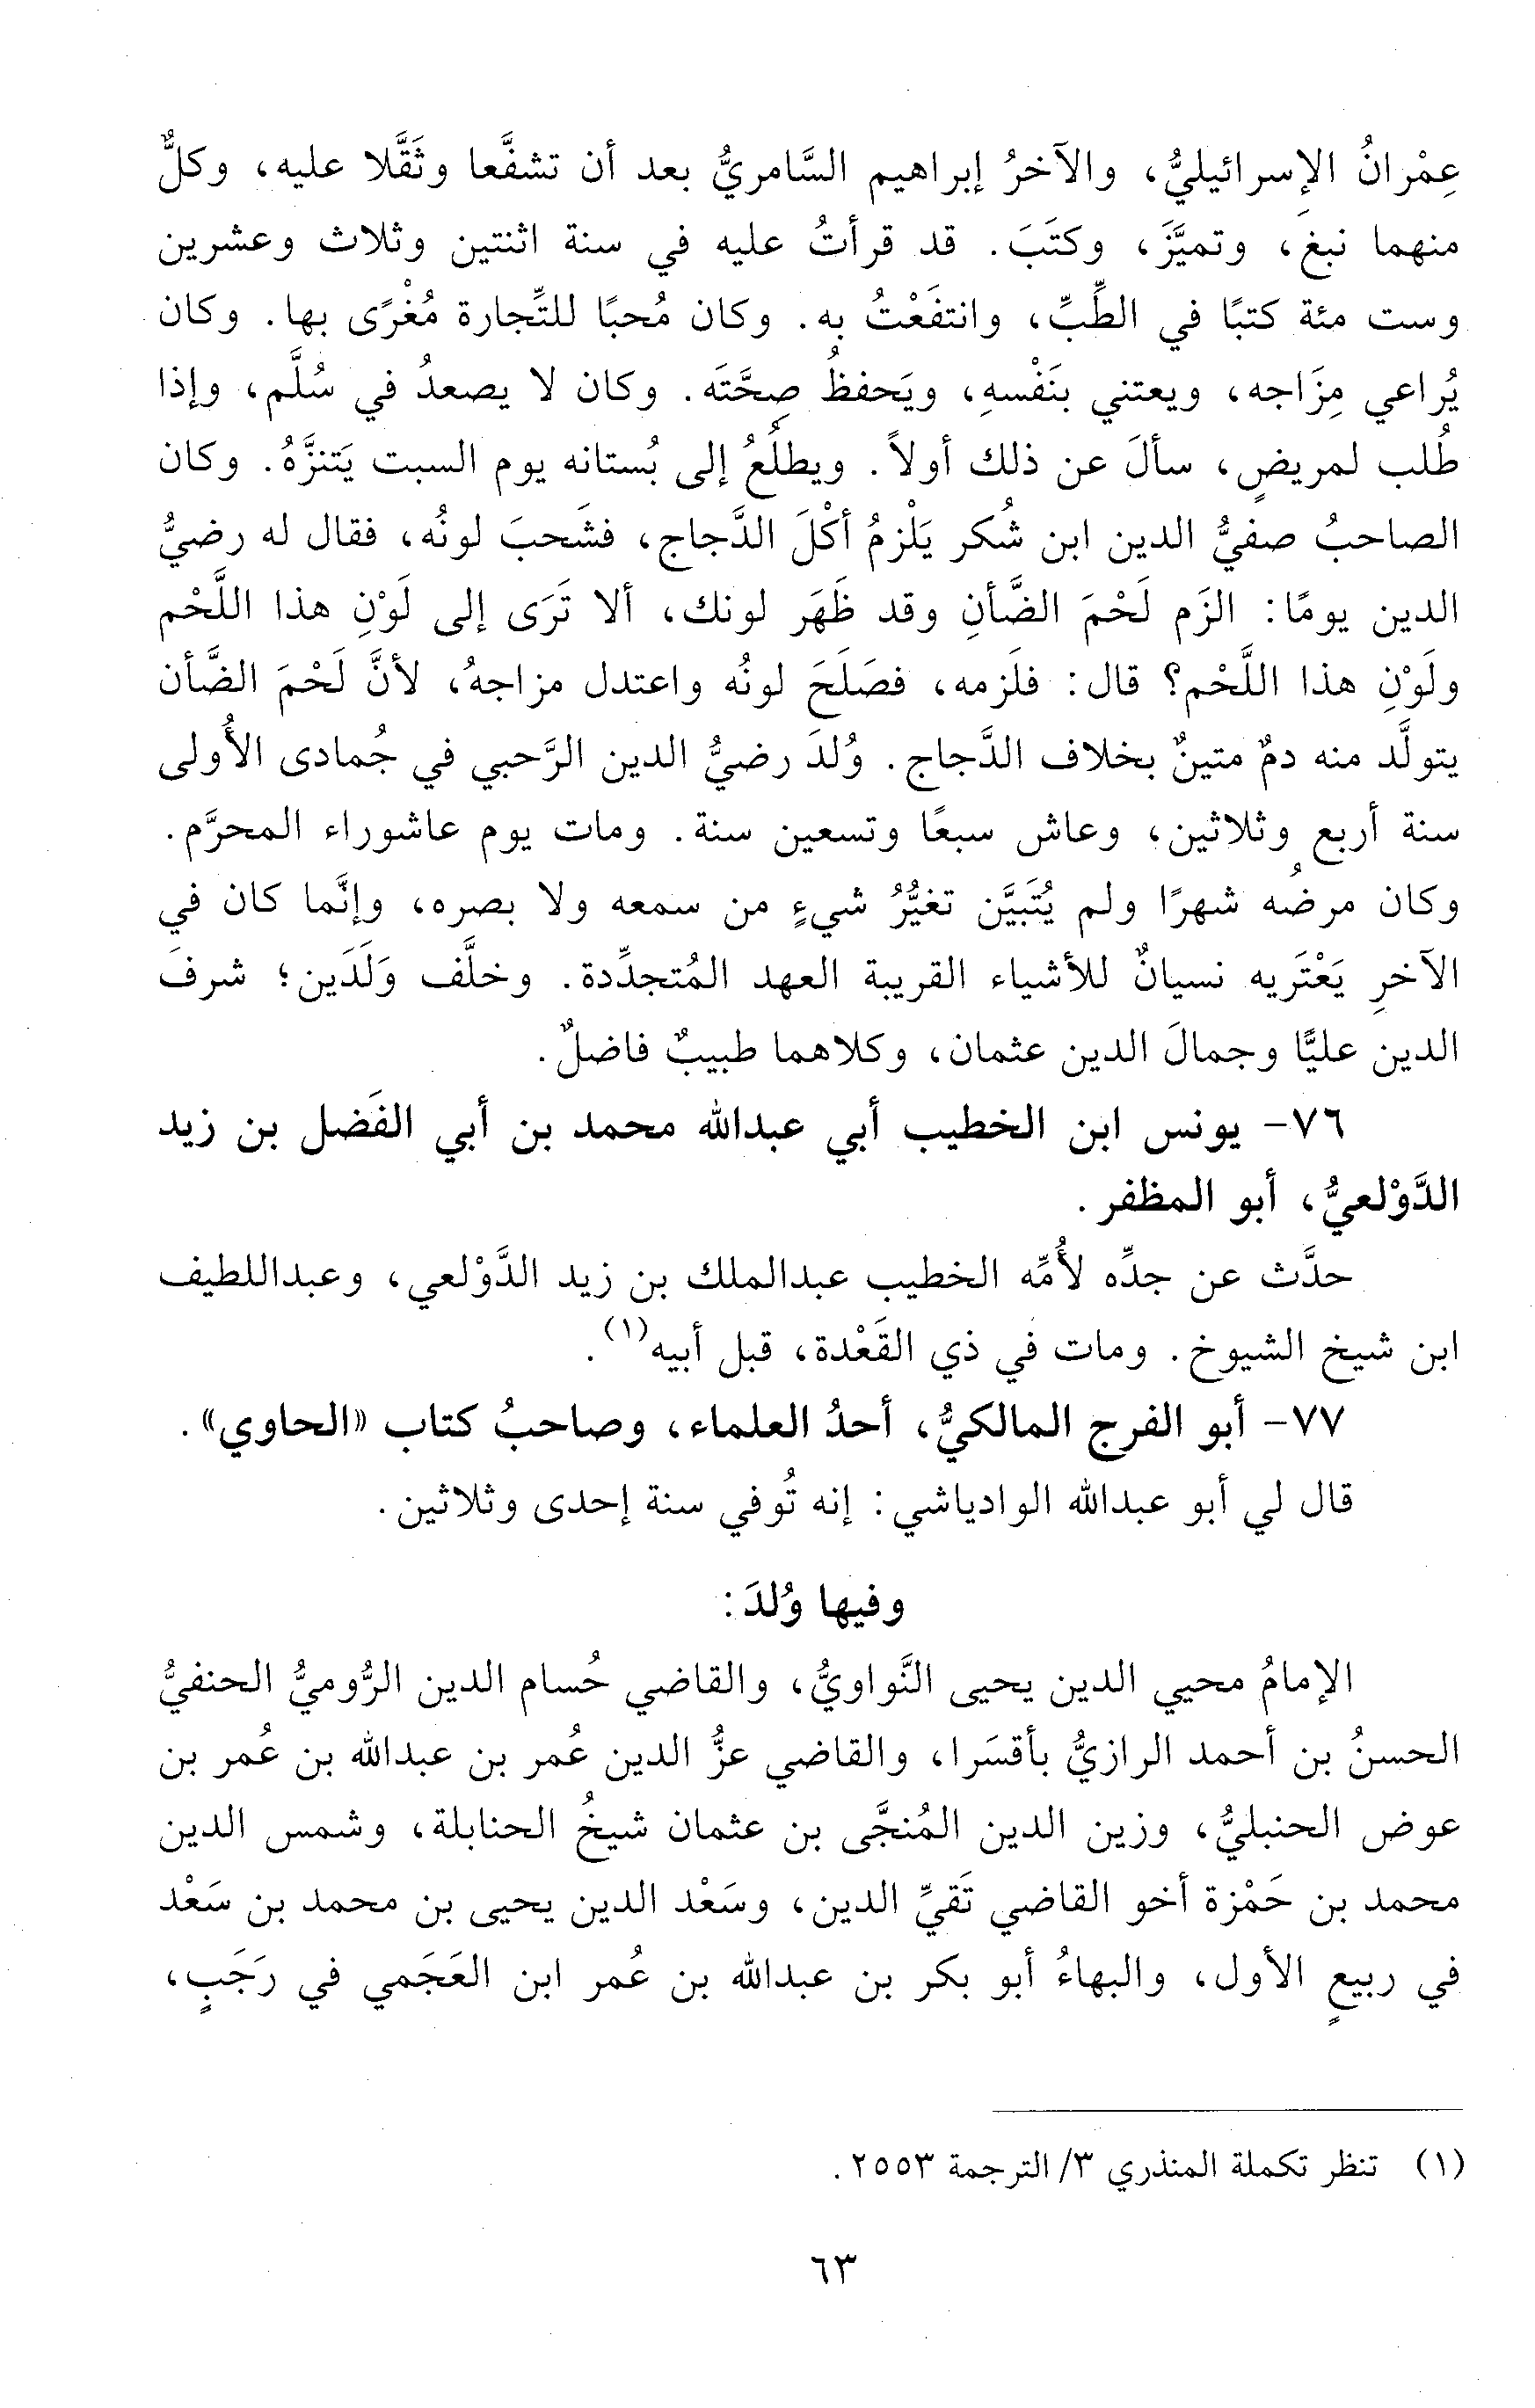 عِمْرانُ الإسرائيليُّ، والآخرُ إبراهيم السَّامريُّ بعد أن تشفَّعا وثَقَّلا عليه، وكلٌّ
منهما نبغَ، وتميَّزَ، وكتَبَ. قد قرأتُ عليه في سنة اثنتين وثلاث وعشرين
وست مئة كتبًا في الطِّبِّ، وانتفَعْتُ به. وكان مُحبًا للتِّجارة مُغْرًى بها. وكان
يُراعي مِزَاجه، ويعتني بنَفْسهِ، ويَحفظُ صِحَّتَه. وكان لا يصعدُ في سُلَّم، وإذا
طُلب لمريضٍ، سألَ عن ذلك أولاً. ويطلُعُ إلى بُستانه يوم السبت يَتنزَّهُ. وكان
الصاحبُ صفيُّ الدين ابن شُكر يَلْزمُ أكْلَ الدَّجاج، فشَحبَ لونُه، فقال له رضيُّ
الدين يومًا: الزَم لَحْمَ الضَّأنِ وقد ظَهَر لونك، ألا تَرَى إلى لَوْنِ هذا اللَّحْم
ولَوْنِ هذا اللَّحْم؟ قال: فلَزمه، فصَلَحَ لونُه واعتدل مزاجهُ، لأنَّ لَحْمَ الضَّأن
يتولَّد منه دمٌ متينٌ بخلاف الدَّجاج. وُلدَ رضيُّ الدين الرَّحبي في جُمادى الأُولى
سنة أربع وثلاثين، وعاش سبعًا وتسعين سنة. ومات يوم عاشوراء المحرَّم.
وكان مرضُه شهرًا ولم يُتَبيَّن تغيُّرُ شيءٍ من سمعه ولا بصره، وإنَّما كان في
الآخرِ يَعْتَريه نسيانٌ للأشياء القريبة العهد المُتجدِّدة. وخلَّف وَلَدَين؛ شرفَ
الدين عليًّا وجمالَ الدين عثمان، وكلاهما طبيبٌ فاضلٌ.
٧٦- يونس ابن الخطيب أبي عبدالله محمد بن أبي الفَضل بن زيد
الدَّوْلعيُّ، أبو المظفر.
حدَّث عن جدِّه لأُمِّه الخطيب عبدالملك بن زيد الدَّوْلعي، وعبداللطيف
ابن شيخ الشيوخ. ومات في ذي القَعْدة، قبل أبيه(١).
٧٧- أبو الفرج المالكيُّ، أحدُ العلماء، وصاحبُ كتاب «الحاوي».
قال لي أبو عبدالله الوادياشي: إنه تُوفي سنة إحدى وثلاثين.
وفيها وُلدَ:
الإمامُ محيي الدين يحيى النَّواويُّ، والقاضي حُسام الدين الرُّوميُّ الحنفيُّ
الحسنُ بن أحمد الرازيُّ بأقسَرا، والقاضي عزُّ الدين عُمر بن عبدالله بن عُمر بن
عوض الحنبليُّ، وزين الدين المُنجَّى بن عثمان شيخُ الحنابلة، وشمس الدين
محمد بن حَمْزة أخو القاضي تَقيِّ الدين، وسَعْد الدين يحيى بن محمد بن سَعْد
في ربيعٍ الأول، والبهاءُ أبو بكر بن عبدالله بن عُمر ابن العَجَمي في رَجَبٍ،
(١) تنظر تكملة المنذري ٣/ الترجمة ٢٥٥٣.
٦٣